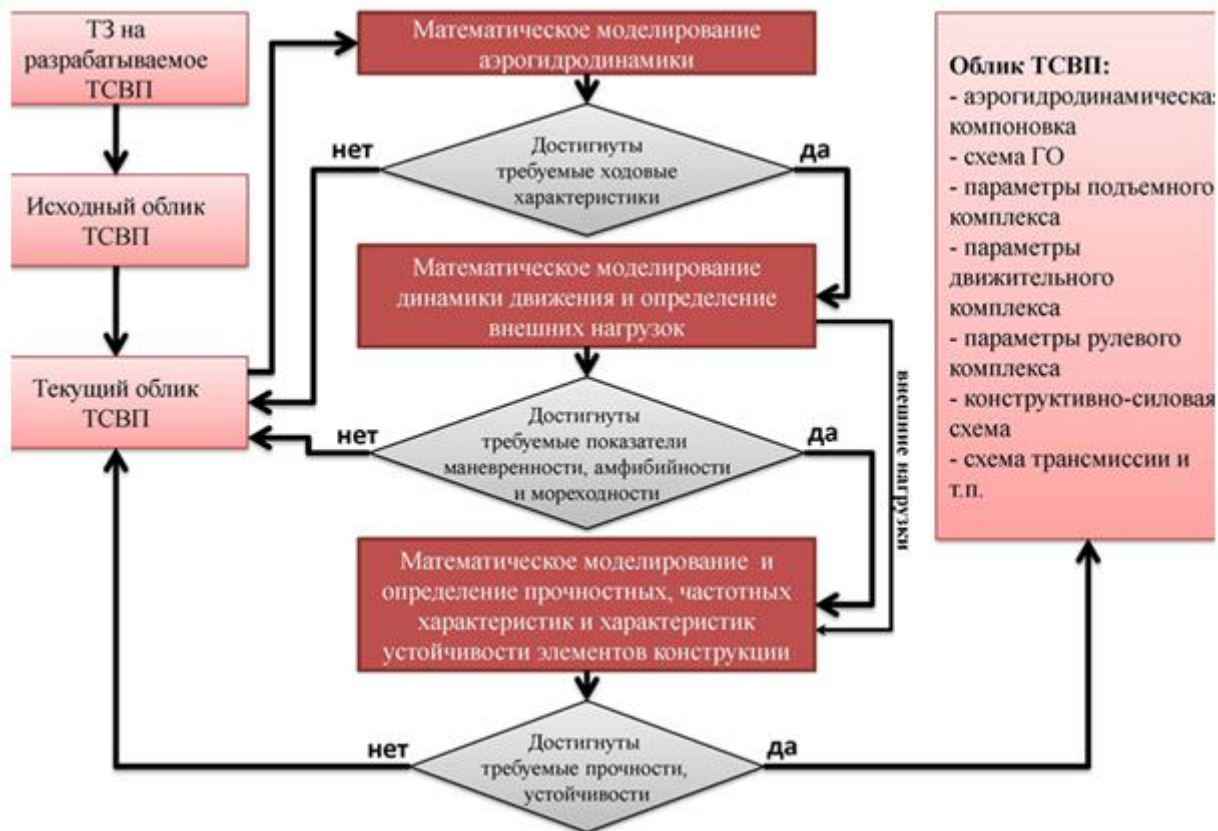 ТЗ на
разрабатываемое
ТСВП
Исходный облик
ТСВП
Текущий облик
ТСВП
Математическое моделирование
аэрогидродинамики
нет
Достигнуты
требуемые ходовые
характеристики
да
Математическое моделирование
динамики движения и определение
внешних нагрузок
нет
Достигнуты
требуемые показатели
маневренности, амфибийности
и мореходности
да
внешние нагрузки
Математическое моделирование и
определение прочностных, частотных
характеристик и характеристик
устойчивости элементов конструкции
нет
Достигнуты
требуемые прочности,
устойчивости
да
Облик ТСВП:
- аэрогидродинамическая
компоновка
- схема ГО
- параметры подъемного
комплекса
- параметры
движительного
комплекса
- параметры рулевого
комплекса
- конструктивно-силовая
схема
- схема трансмиссии и
т.п.